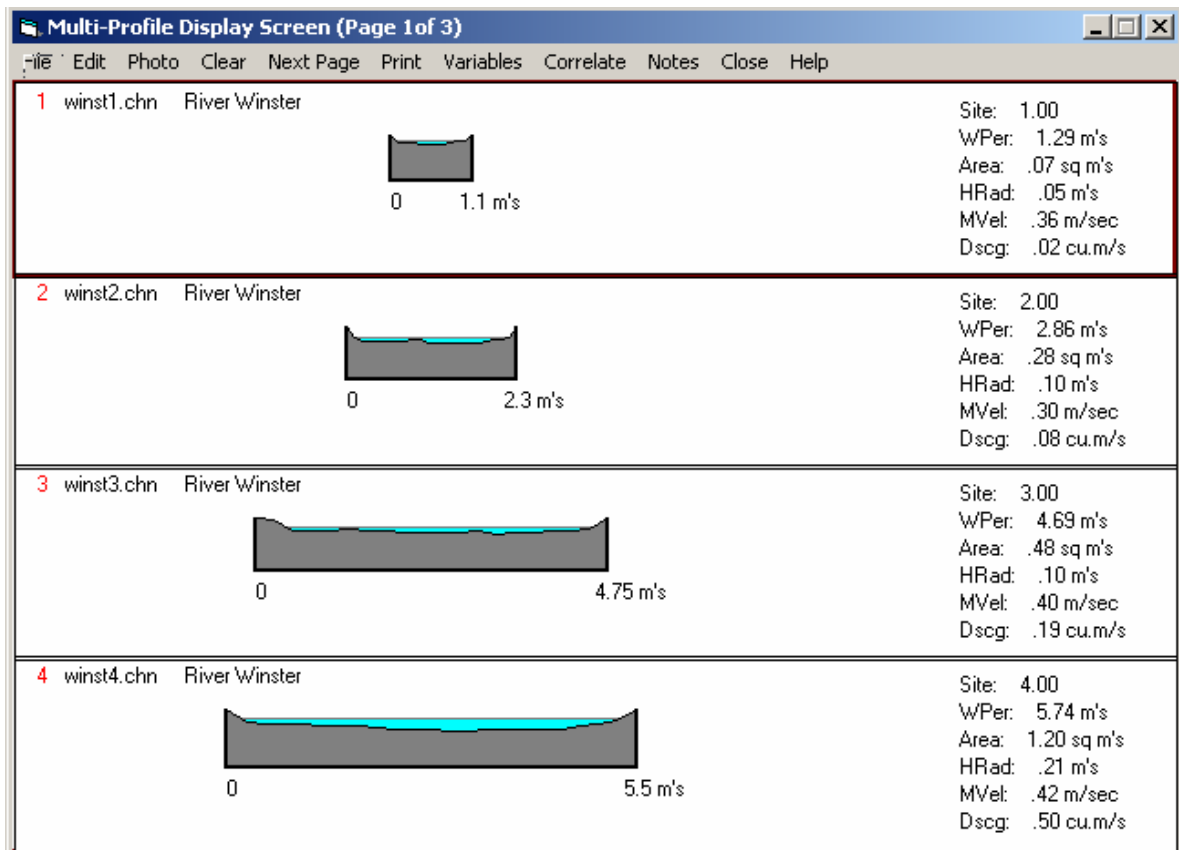 Multi-Profile Display Screen (Page 1of 3)
File Edit Photo Clear Next Page Print Variables Correlate Notes Close Help
1 winst1.chn River Winster
0 1.1 m's
Site: 1.00
WPer: 1.29 m's
Area: .07 sq m's
HRad: .05 m's
MVel: .36 m/sec
Dscg: .02 cu.m/s
2 winst2.chn River Winster
0 2.3 m's
Site: 2.00
WPer: 2.86 m's
Area: .28 sq m's
HRad: .10 m's
MVel: .30 m/sec
Dscg: .08 cu.m/s
3 winst3.chn River Winster
0 4.75 m's
Site: 3.00
WPer: 4.69 m's
Area: .48 sq m's
HRad: .10 m's
MVel: .40 m/sec
Dscg: .19 cu.m/s
4 winst4.chn River Winster
0 5.5 m's
Site: 4.00
WPer: 5.74 m's
Area: 1.20 sq m's
HRad: .21 m's
MVel: .42 m/sec
Dscg: .50 cu.m/s